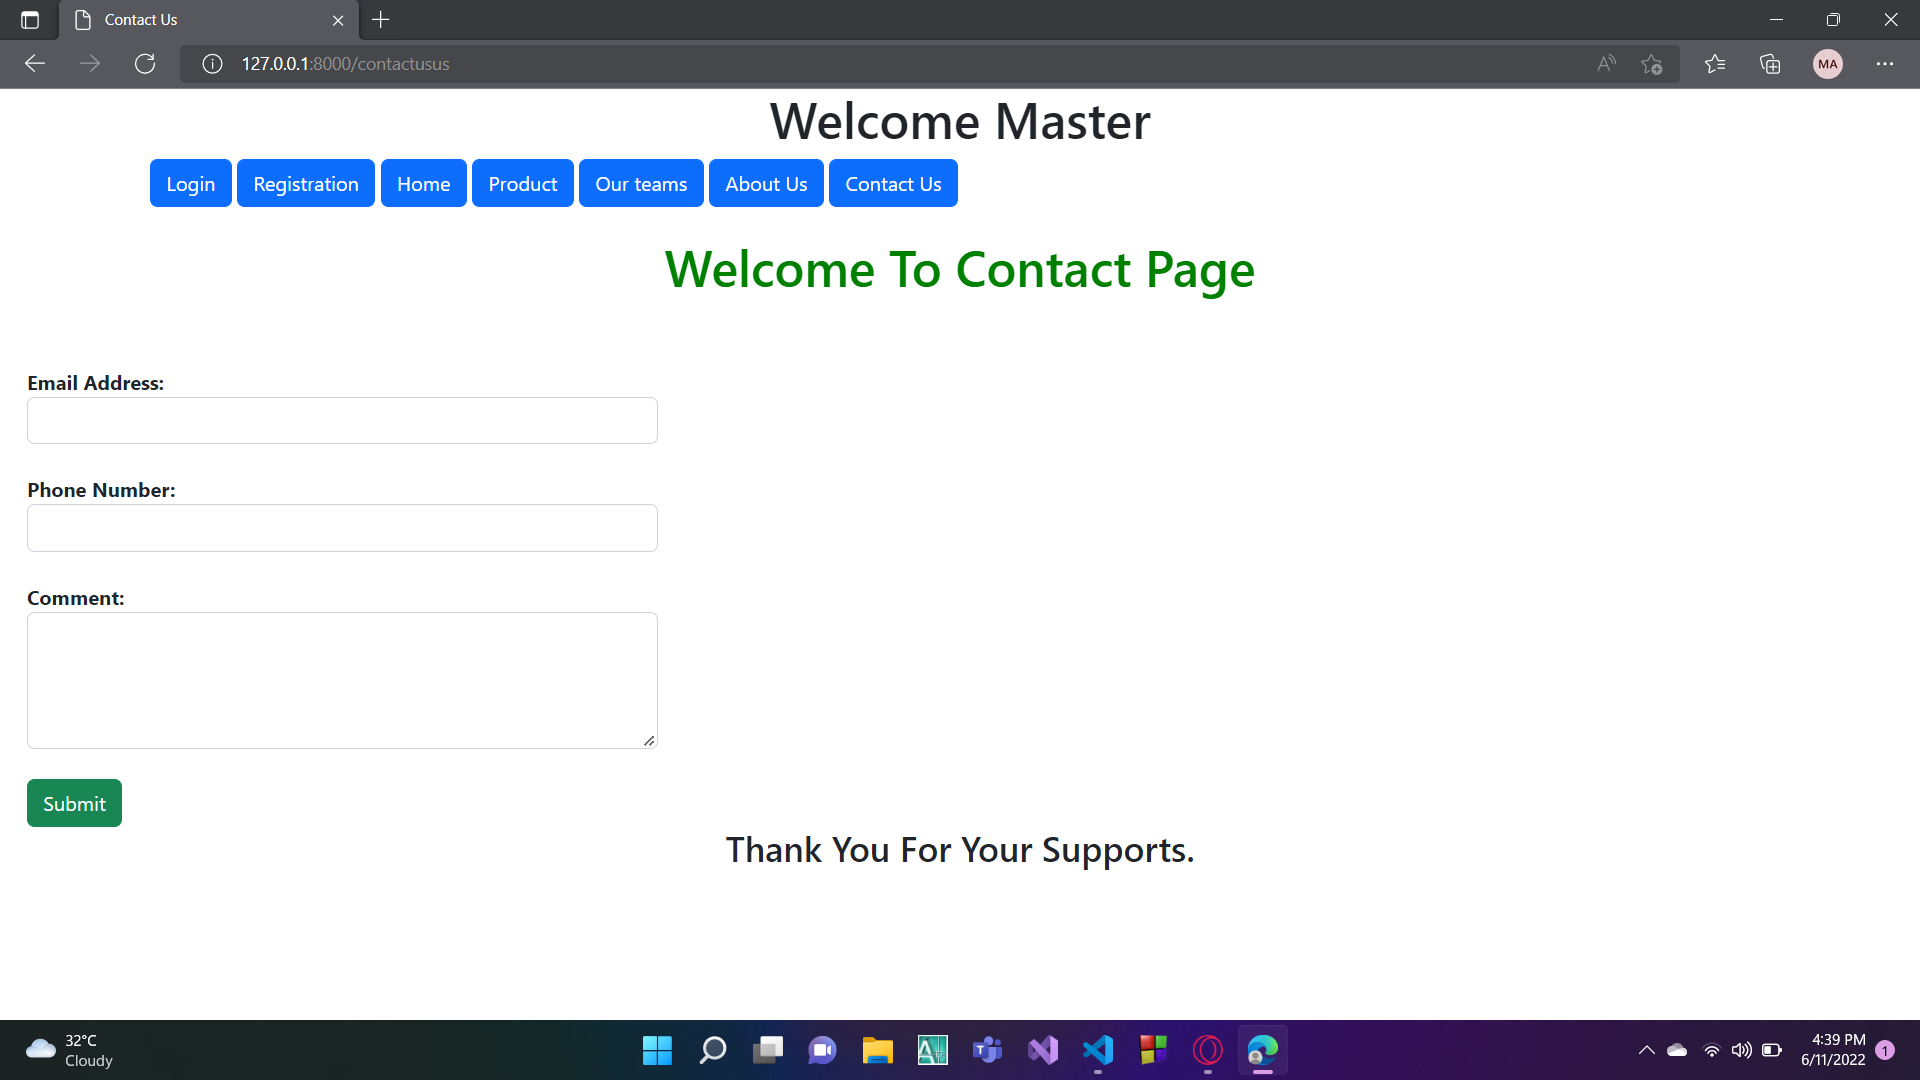 Contact Us
127.0.0.1:8000/contactusus
MA
Welcome Master
Login Registration Home Product Our teams About Us Contact Us
Welcome To Contact Page
Email Address:
Phone Number:
Comment:
Submit
Thank You For Your Supports.
32°C
Cloudy
4:39 PM
6/11/2022
1